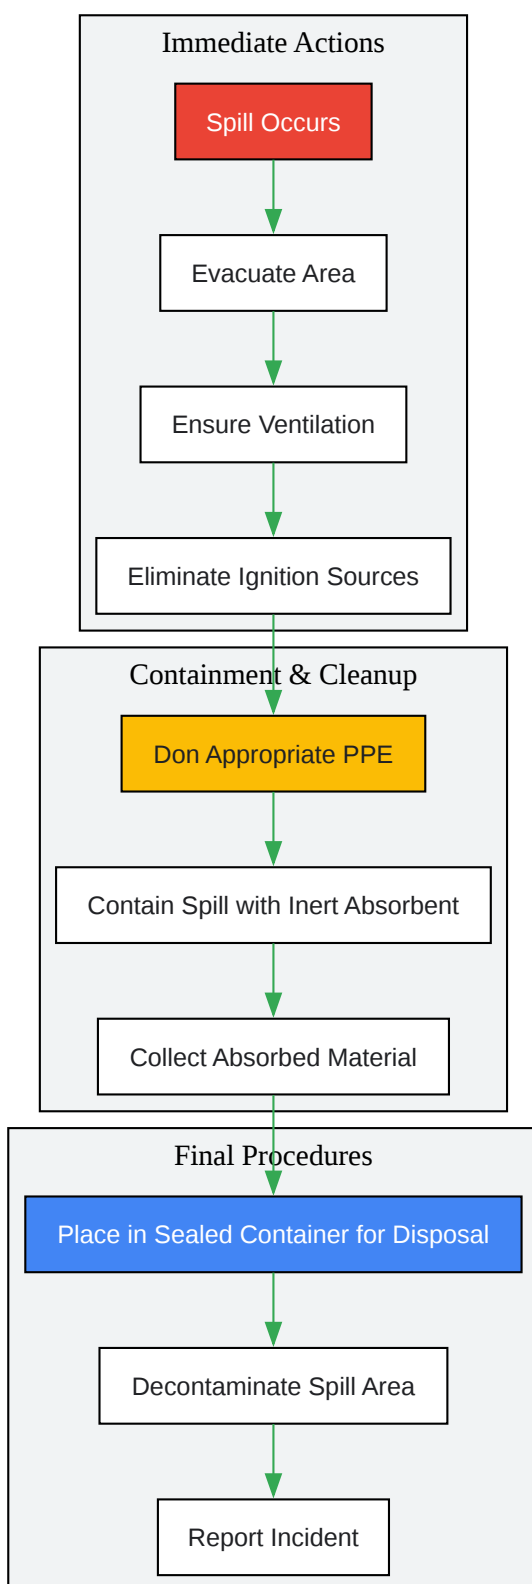 Immediate Actions
Spill Occurs
Evacuate Area
Ensure Ventilation
Eliminate Ignition Sources
Containment & Cleanup
Don Appropriate PPE
Contain Spill with Inert Absorbent
Collect Absorbed Material
Final Procedures
Place in Sealed Container for Disposal
Decontaminate Spill Area
Report Incident